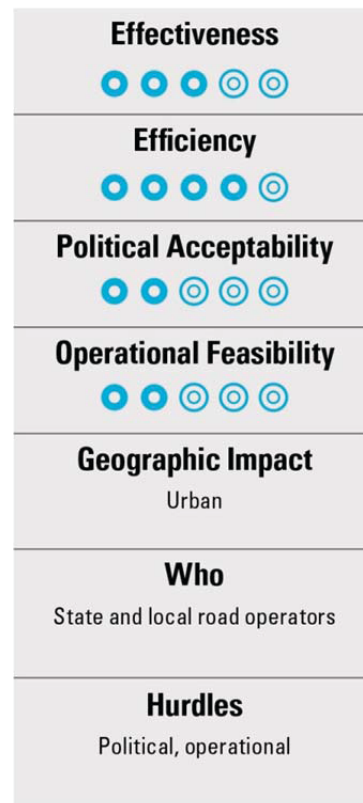 Effectiveness
Efficiency
Political Acceptability
Operational Feasibility
Geographic Impact
Urban
Who
State and local road operators
Hurdles
Political, operational